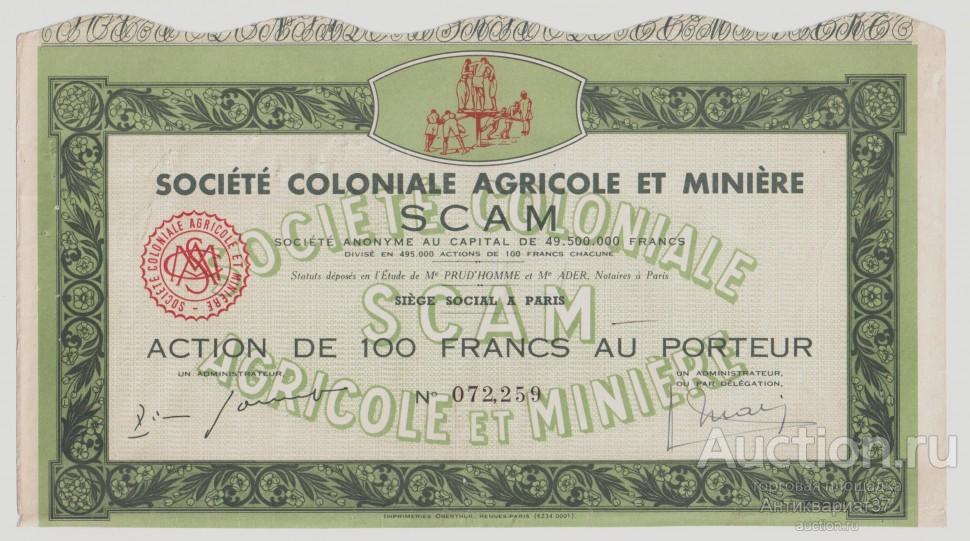 SOCIÉTÉ COLONIALE AGRICOLE ET MINIÈRE
SCAM
SOCIÉTÉ ANONYME AU CAPITAL DE 49.500.000 FRANCS
DIVISÉ EN 495.000 ACTIONS DE 100 FRANCS CHACUNE
Statuts déposés en l'Étude de Me PRUD'HOMME et Me ADER, Notaires à Paris
SIÈGE SOCIAL A PARIS
SOCIÉTÉ COLONIALE AGRICOLE ET MINIÈRE
SOCIÉTÉ COLONIALE
SCAM
AGRICOLE ET MINIÈRE
ACTION DE 100 FRANCS AU PORTEUR
UN ADMINISTRATEUR,
No 072,259
UN ADMINISTRATEUR,
OU PAR DÉLÉGATION,
IMPRIMERIES OBERTHUR, RENNES-PARIS (6234-0001).
Auction.ru
торговая площадка
Антиквариат37
auction.ru